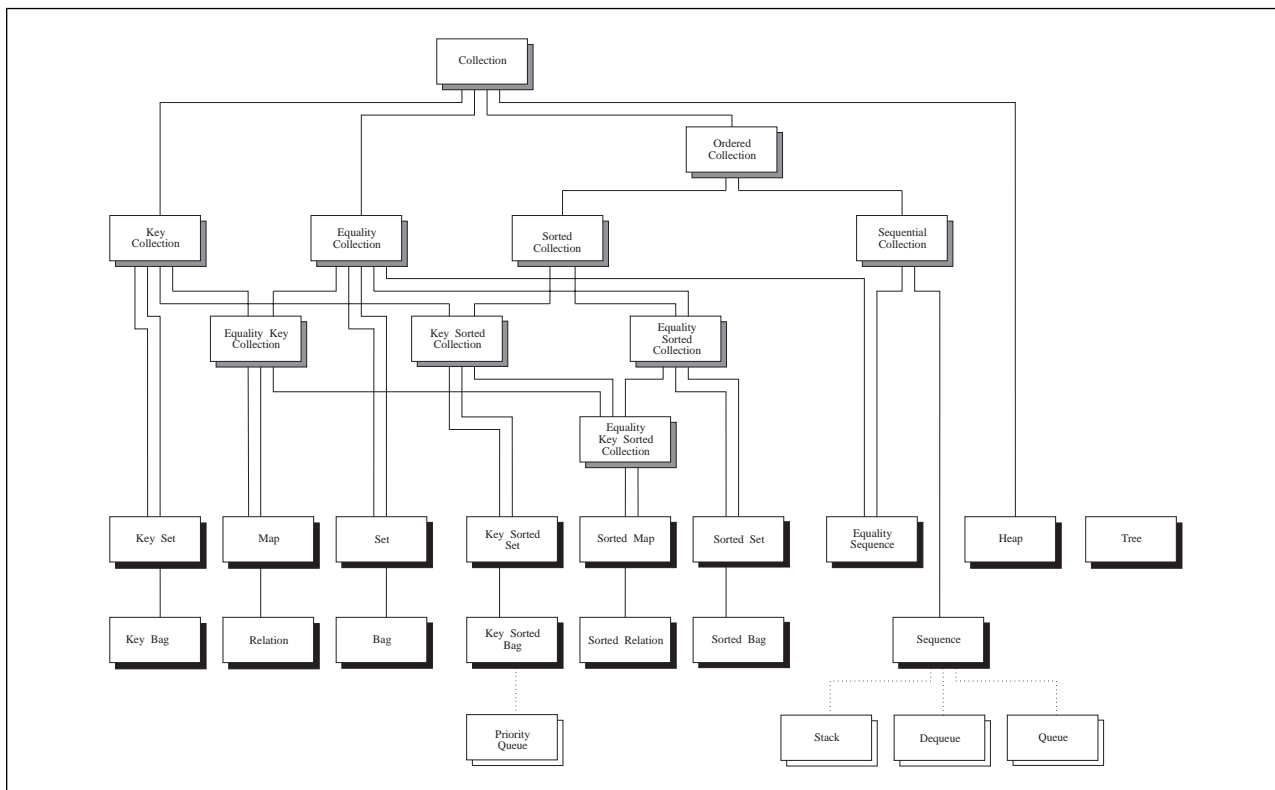 Collection
Ordered
Collection
Key
Collection
Equality
Collection
Sorted
Collection
Sequential
Collection
Equality Key
Collection
Key Sorted
Collection
Equality
Sorted
Collection
Equality
Key Sorted
Collection
Key Set
Map
Set
Key Sorted
Set
Sorted Map
Sorted Set
Equality
Sequence
Heap
Tree
Key Bag
Relation
Bag
Key Sorted
Bag
Sorted Relation
Sorted Bag
Sequence
Priority
Queue
Stack
Dequeue
Queue